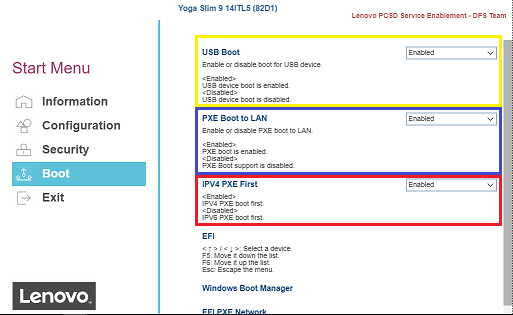 Yoga Slim 9 14ITL5 (82D1)
Lenovo PCSD Service Enablement - DFS Team
Start Menu
Information
Configuration
Security
Boot
Exit
Lenovo
USB Boot
Enabled
Enable or disable boot for USB device.
<Enabled>
USB device boot is enabled.
<Disabled>
USB device boot is disabled.
PXE Boot to LAN
Enabled
Enable or disable PXE boot to LAN.
<Enabled>
PXE boot is enabled.
<Disabled>
PXE Boot support is disabled.
IPV4 PXE First
Enabled
<Enabled>
IPV4 PXE boot first.
<Disabled>
IPV6 PXE boot first.
EFI
< ↑ > / < ↓ >: Select a device.
F5: Move it down the list.
F6: Move it up the list.
Esc: Escape the menu.
Windows Boot Manager
EFI PXE Network